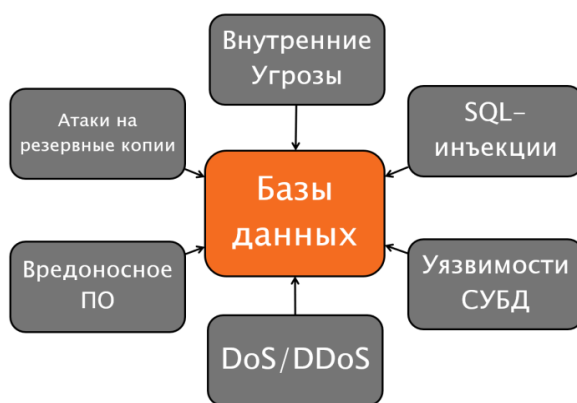 Внутренние
Угрозы
Атаки на
резервные копии
SQL-
инъекции
Базы
данных
Вредоносное
ПО
Уязвимости
СУБД
DoS/DDoS